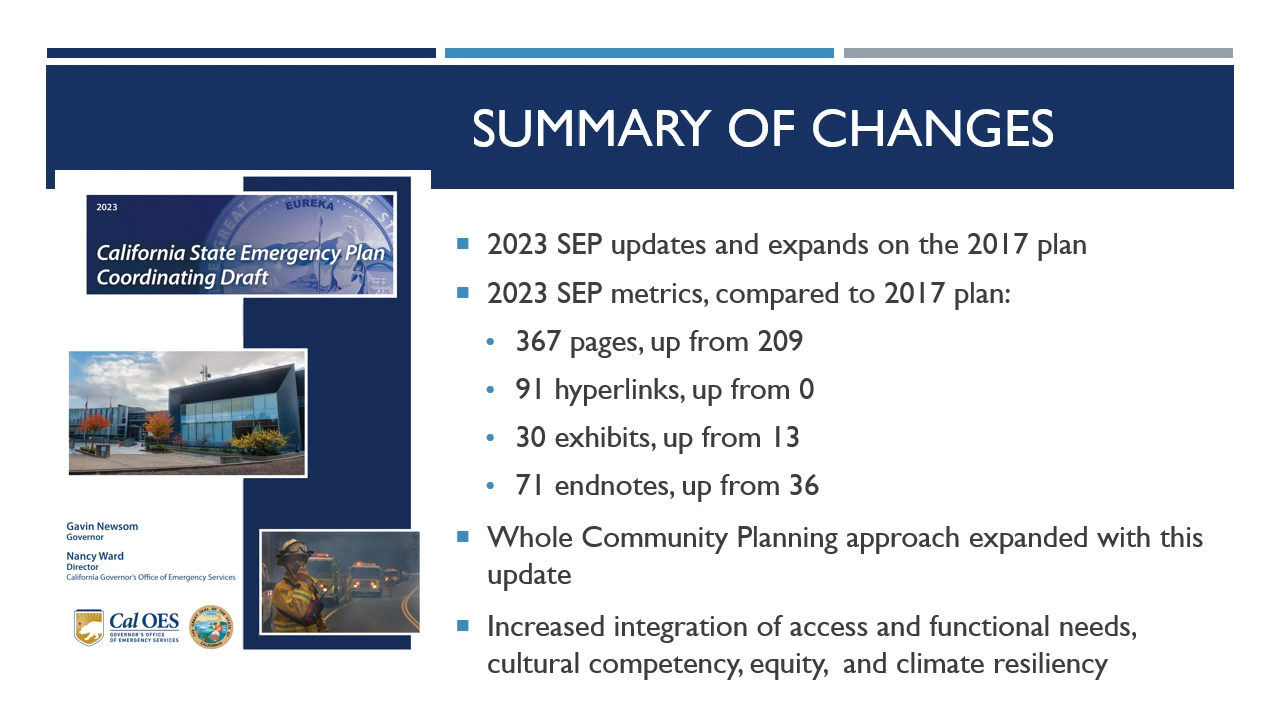 SUMMARY OF CHANGES
2023
EUREKA
California State Emergency Plan
Coordinating Draft
Gavin Newsom
Governor
Nancy Ward
Director
California Governor's Office of Emergency Services
Cal OES
GOVERNOR'S OFFICE
OF EMERGENCY SERVICES
■ 2023 SEP updates and expands on the 2017 plan
■ 2023 SEP metrics, compared to 2017 plan:
• 367 pages, up from 209
• 91 hyperlinks, up from 0
• 30 exhibits, up from 13
• 71 endnotes, up from 36
■ Whole Community Planning approach expanded with this
update
■ Increased integration of access and functional needs,
cultural competency, equity,  and climate resiliency